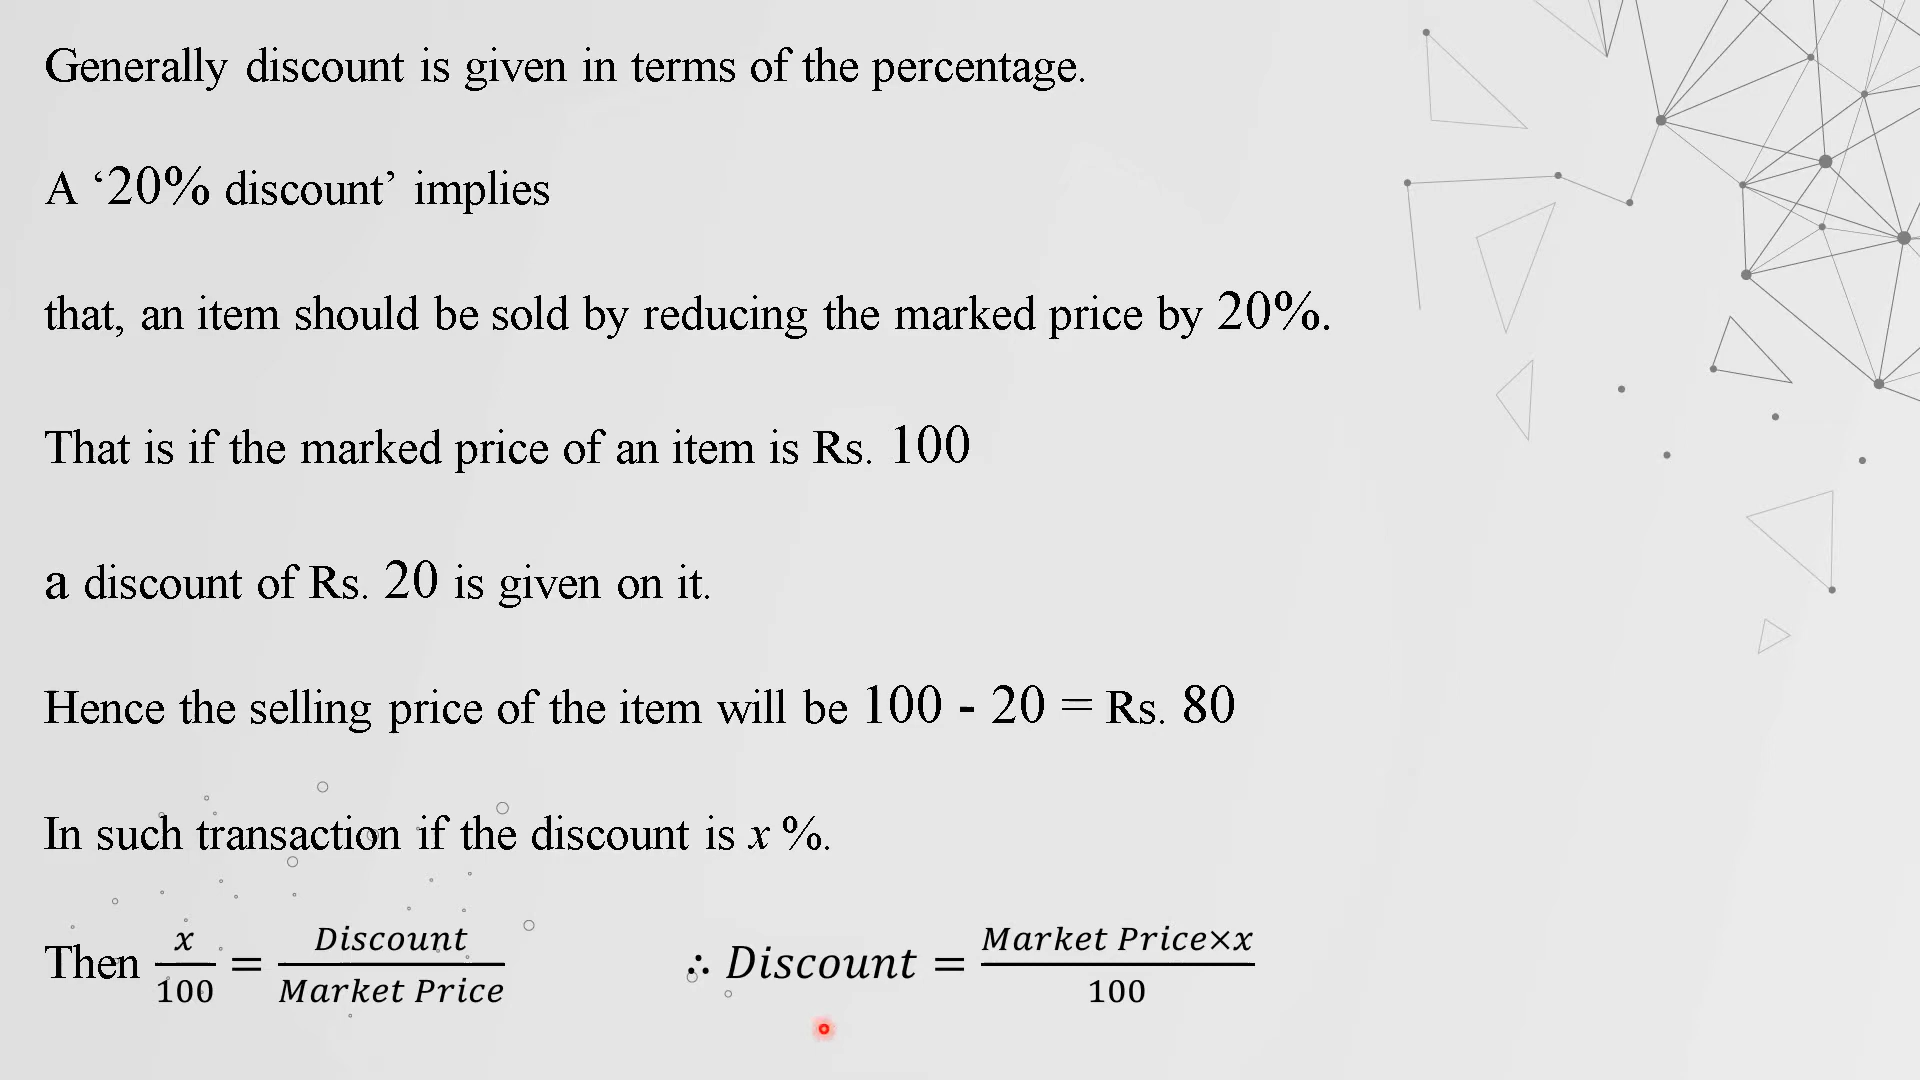 Generally discount is given in terms of the percentage.
A ‘20% discount’ implies
that, an item should be sold by reducing the marked price by 20%.
That is if the marked price of an item is Rs. 100
a discount of Rs. 20 is given on it.
Hence the selling price of the item will be 100 - 20 = Rs. 80
In such transaction if the discount is x %.
Then x/100 = Discount/Market Price ∴ Discount = Market Price×x/100